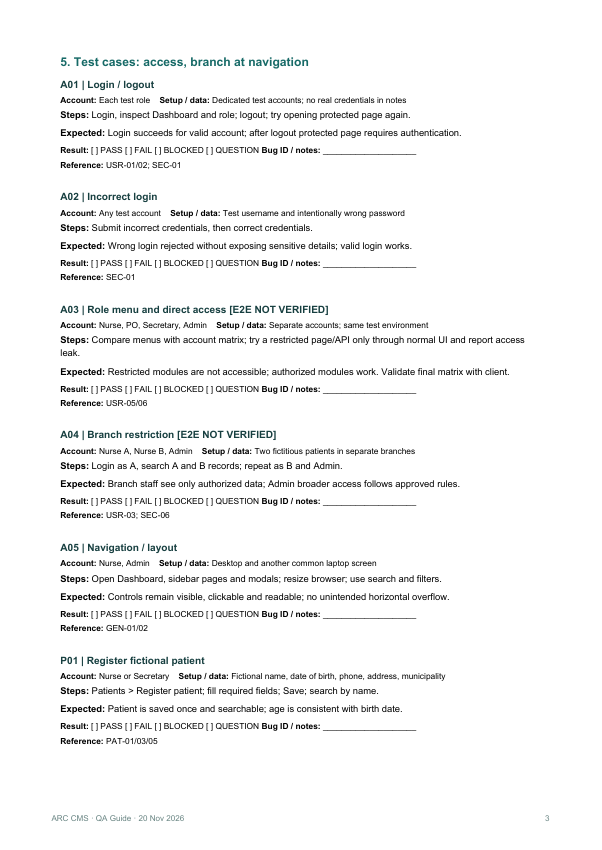 5. Test cases: access, branch at navigation
A01 | Login / logout
Account: Each test role Setup / data: Dedicated test accounts; no real credentials in notes
Steps: Login, inspect Dashboard and role; logout; try opening protected page again.
Expected: Login succeeds for valid account; after logout protected page requires authentication.
Result: [ ] PASS [ ] FAIL [ ] BLOCKED [ ] QUESTION Bug ID / notes: ____________________
Reference: USR-01/02; SEC-01
A02 | Incorrect login
Account: Any test account Setup / data: Test username and intentionally wrong password
Steps: Submit incorrect credentials, then correct credentials.
Expected: Wrong login rejected without exposing sensitive details; valid login works.
Result: [ ] PASS [ ] FAIL [ ] BLOCKED [ ] QUESTION Bug ID / notes: ____________________
Reference: SEC-01
A03 | Role menu and direct access [E2E NOT VERIFIED]
Account: Nurse, PO, Secretary, Admin Setup / data: Separate accounts; same test environment
Steps: Compare menus with account matrix; try a restricted page/API only through normal UI and report access
leak.
Expected: Restricted modules are not accessible; authorized modules work. Validate final matrix with client.
Result: [ ] PASS [ ] FAIL [ ] BLOCKED [ ] QUESTION Bug ID / notes: ____________________
Reference: USR-05/06
A04 | Branch restriction [E2E NOT VERIFIED]
Account: Nurse A, Nurse B, Admin Setup / data: Two fictitious patients in separate branches
Steps: Login as A, search A and B records; repeat as B and Admin.
Expected: Branch staff see only authorized data; Admin broader access follows approved rules.
Result: [ ] PASS [ ] FAIL [ ] BLOCKED [ ] QUESTION Bug ID / notes: ____________________
Reference: USR-03; SEC-06
A05 | Navigation / layout
Account: Nurse, Admin Setup / data: Desktop and another common laptop screen
Steps: Open Dashboard, sidebar pages and modals; resize browser; use search and filters.
Expected: Controls remain visible, clickable and readable; no unintended horizontal overflow.
Result: [ ] PASS [ ] FAIL [ ] BLOCKED [ ] QUESTION Bug ID / notes: ____________________
Reference: GEN-01/02
P01 | Register fictional patient
Account: Nurse or Secretary Setup / data: Fictional name, date of birth, phone, address, municipality
Steps: Patients > Register patient; fill required fields; Save; search by name.
Expected: Patient is saved once and searchable; age is consistent with birth date.
Result: [ ] PASS [ ] FAIL [ ] BLOCKED [ ] QUESTION Bug ID / notes: ____________________
Reference: PAT-01/03/05
ARC CMS · QA Guide · 20 Nov 2026 3